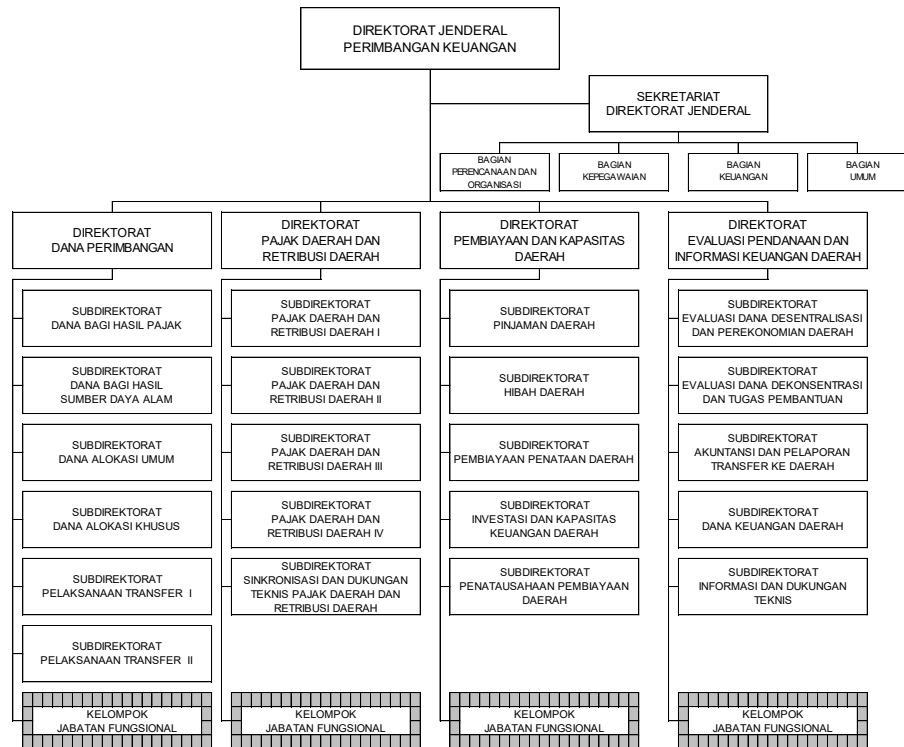 DIREKTORAT JENDERAL
PERIMBANGAN KEUANGAN
SEKRETARIAT
DIREKTORAT JENDERAL
BAGIAN
PERENCANAAN DAN
ORGANISASI
BAGIAN
KEPEGAWAIAN
BAGIAN
KEUANGAN
BAGIAN
UMUM
DIREKTORAT
DANA PERIMBANGAN
SUBDIREKTORAT
DANA BAGI HASIL PAJAK
SUBDIREKTORAT
DANA BAGI HASIL
SUMBER DAYA ALAM
SUBDIREKTORAT
DANA ALOKASI UMUM
SUBDIREKTORAT
DANA ALOKASI KHUSUS
SUBDIREKTORAT
PELAKSANAAN TRANSFER I
SUBDIREKTORAT
PELAKSANAAN TRANSFER II
KELOMPOK
JABATAN FUNGSIONAL
DIREKTORAT
PAJAK DAERAH DAN
RETRIBUSI DAERAH
SUBDIREKTORAT
PAJAK DAERAH DAN
RETRIBUSI DAERAH I
SUBDIREKTORAT
PAJAK DAERAH DAN
RETRIBUSI DAERAH II
SUBDIREKTORAT
PAJAK DAERAH DAN
RETRIBUSI DAERAH III
SUBDIREKTORAT
PAJAK DAERAH DAN
RETRIBUSI DAERAH IV
SUBDIREKTORAT
SINKRONISASI DAN DUKUNGAN
TEKNIS PAJAK DAERAH DAN
RETRIBUSI DAERAH
KELOMPOK
JABATAN FUNGSIONAL
DIREKTORAT
PEMBIAYAAN DAN KAPASITAS
DAERAH
SUBDIREKTORAT
PINJAMAN DAERAH
SUBDIREKTORAT
HIBAH DAERAH
SUBDIREKTORAT
PEMBIAYAAN PENATAAN DAERAH
SUBDIREKTORAT
INVESTASI DAN KAPASITAS
KEUANGAN DAERAH
SUBDIREKTORAT
PENATAUSAHAAN PEMBIAYAAN
DAERAH
KELOMPOK
JABATAN FUNGSIONAL
DIREKTORAT
EVALUASI PENDANAAN DAN
INFORMASI KEUANGAN DAERAH
SUBDIREKTORAT
EVALUASI DANA DESENTRALISASI
DAN PEREKONOMIAN DAERAH
SUBDIREKTORAT
EVALUASI DANA DEKONSENTRASI
DAN TUGAS PEMBANTUAN
SUBDIREKTORAT
AKUNTANSI DAN PELAPORAN
TRANSFER KE DAERAH
SUBDIREKTORAT
DANA KEUANGAN DAERAH
SUBDIREKTORAT
INFORMASI DAN DUKUNGAN
TEKNIS
KELOMPOK
JABATAN FUNGSIONAL